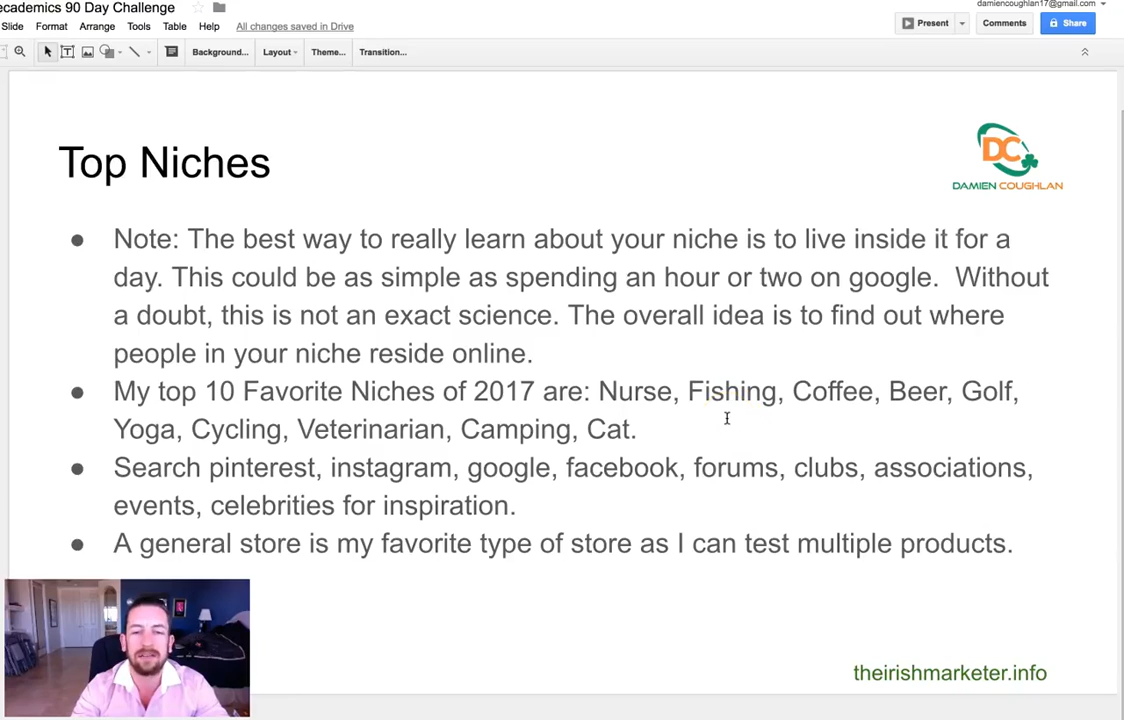 ecademics 90 Day Challenge
damiencoughlan17@gmail.com
Slide Format Arrange Tools Table Help All changes saved in Drive
Present Comments Share
Background... Layout Theme... Transition...
Top Niches
DC
DAMIEN COUGHLAN
● Note: The best way to really learn about your niche is to live inside it for a
day. This could be as simple as spending an hour or two on google.  Without
a doubt, this is not an exact science. The overall idea is to find out where
people in your niche reside online.
● My top 10 Favorite Niches of 2017 are: Nurse, Fishing, Coffee, Beer, Golf,
Yoga, Cycling, Veterinarian, Camping, Cat.
● Search pinterest, instagram, google, facebook, forums, clubs, associations,
events, celebrities for inspiration.
● A general store is my favorite type of store as I can test multiple products.
theirishmarketer.info